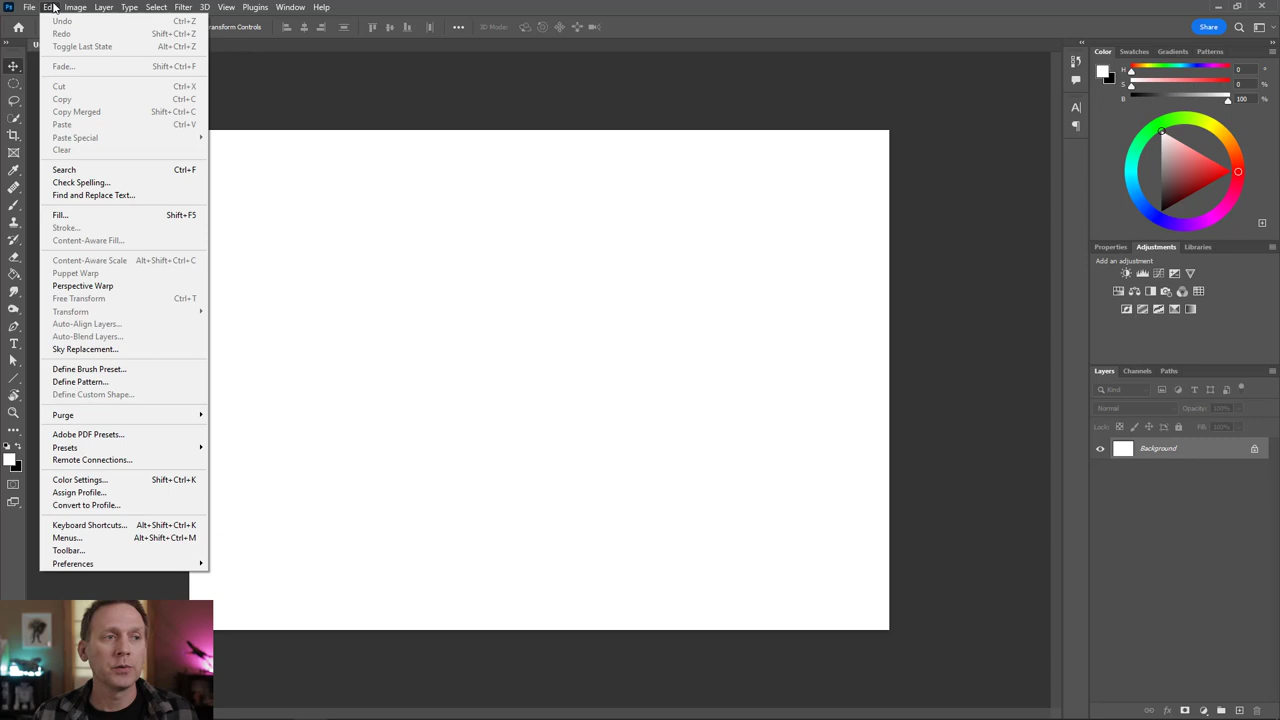 Ps File Edit Image Layer Type Select Filter 3D View Plugins Window Help
ransform Controls 3D Mode: Share
Undo Ctrl+Z
Redo Shift+Ctrl+Z
Toggle Last State Alt+Ctrl+Z
Fade... Shift+Ctrl+F
Cut Ctrl+X
Copy Ctrl+C
Copy Merged Shift+Ctrl+C
Paste Ctrl+V
Paste Special
Clear
Search Ctrl+F
Check Spelling...
Find and Replace Text...
Fill... Shift+F5
Stroke...
Content-Aware Fill...
Content-Aware Scale Alt+Shift+Ctrl+C
Puppet Warp
Perspective Warp
Free Transform Ctrl+T
Transform
Auto-Align Layers...
Auto-Blend Layers...
Sky Replacement...
Define Brush Preset...
Define Pattern...
Define Custom Shape...
Purge
Adobe PDF Presets...
Presets
Remote Connections...
Color Settings... Shift+Ctrl+K
Assign Profile...
Convert to Profile...
Keyboard Shortcuts... Alt+Shift+Ctrl+K
Menus... Alt+Shift+Ctrl+M
Toolbar...
Preferences
Color Swatches Gradients Patterns
H 0 °
S 0 %
B 100 %
Properties Adjustments Libraries
Add an adjustment
Layers Channels Paths
Kind
Normal Opacity: 100%
Lock: Fill: 100%
Background